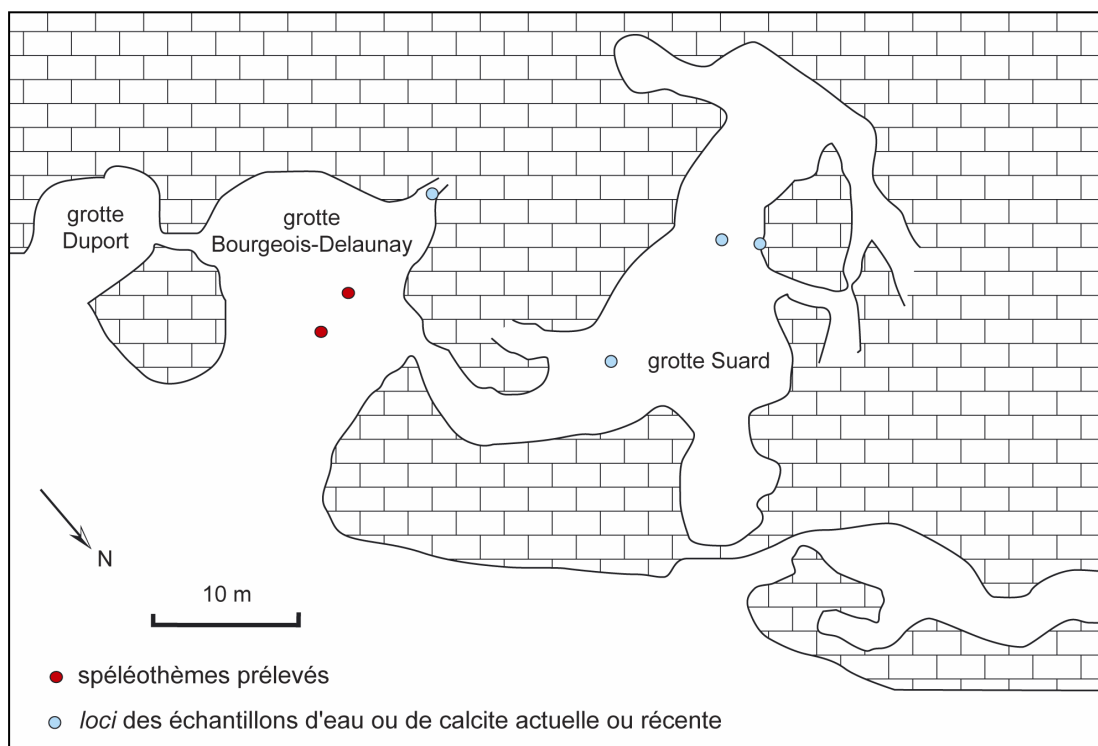 grotte
Duport
grotte
Bourgeois-Delaunay
grotte Suard
N
10 m
spéléothèmes prélevés
loci des échantillons d'eau ou de calcite actuelle ou récente